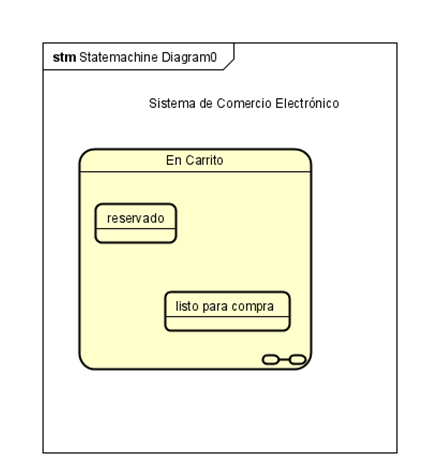 stm Statemachine Diagram0
Sistema de Comercio Electrónico
En Carrito
reservado
listo para compra